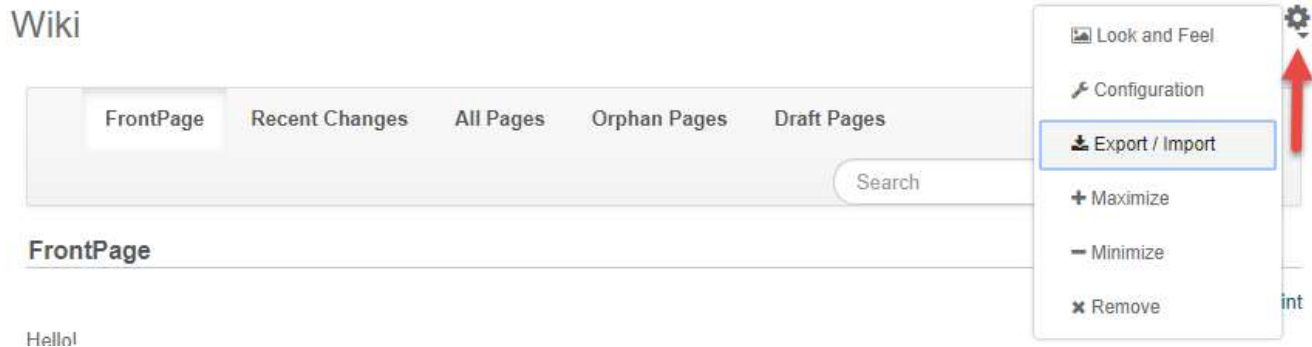 Wiki
Look and Feel
Configuration
FrontPage Recent Changes All Pages Orphan Pages Draft Pages
Export / Import
Search
Maximize
FrontPage
Minimize
Remove
int
Hello!